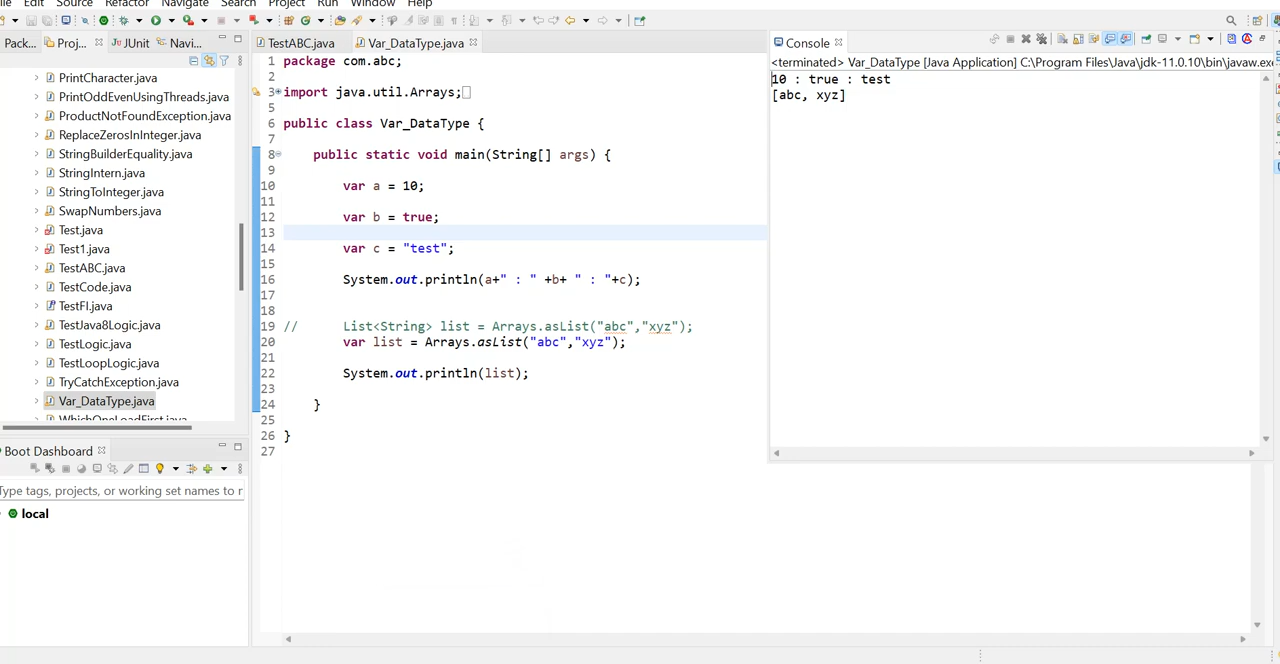 Edit Source Refactor Navigate Search Project Run Window Help
Pack... Proj... JUnit Navi...
PrintCharacter.java
PrintOddEvenUsingThreads.java
ProductNotFoundException.java
ReplaceZerosInInteger.java
StringBuilderEquality.java
StringIntern.java
StringToInteger.java
SwapNumbers.java
Test.java
Test1.java
TestABC.java
TestCode.java
TestFI.java
TestJava8Logic.java
TestLogic.java
TestLoopLogic.java
TryCatchException.java
Var_DataType.java
WhichOneLoadFirst.java
Boot Dashboard
Type tags, projects, or working set names to r
local
TestABC.java Var_DataType.java
1 package com.abc;
2
3 import java.util.Arrays;
5
6 public class Var_DataType {
7
8 public static void main(String[] args) {
9
10 var a = 10;
11
12 var b = true;
13
14 var c = "test";
15
16 System.out.println(a+" : " +b+ " : "+c);
17
18
19 // List<String> list = Arrays.asList("abc","xyz");
20 var list = Arrays.asList("abc","xyz");
21
22 System.out.println(list);
23
24 }
25
26 }
27
Console
<terminated> Var_DataType [Java Application] C:\Program Files\Java\jdk-11.0.10\bin\javaw.exe
10 : true : test
[abc, xyz]